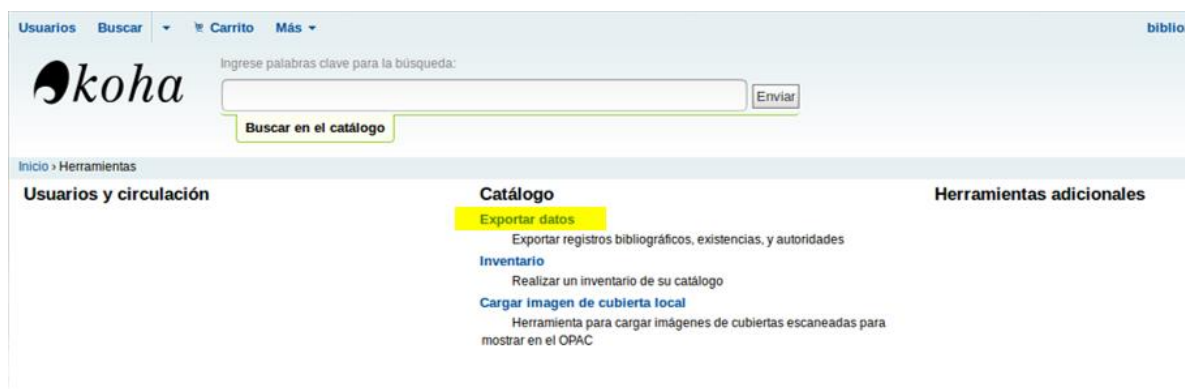 Usuarios Buscar Carrito Más
biblio
koha
Ingrese palabras clave para la búsqueda:
Enviar
Buscar en el catálogo
Inicio › Herramientas
Usuarios y circulación
Catálogo
Exportar datos
Exportar registros bibliográficos, existencias, y autoridades
Inventario
Realizar un inventario de su catálogo
Cargar imagen de cubierta local
Herramienta para cargar imágenes de cubiertas escaneadas para
mostrar en el OPAC
Herramientas adicionales